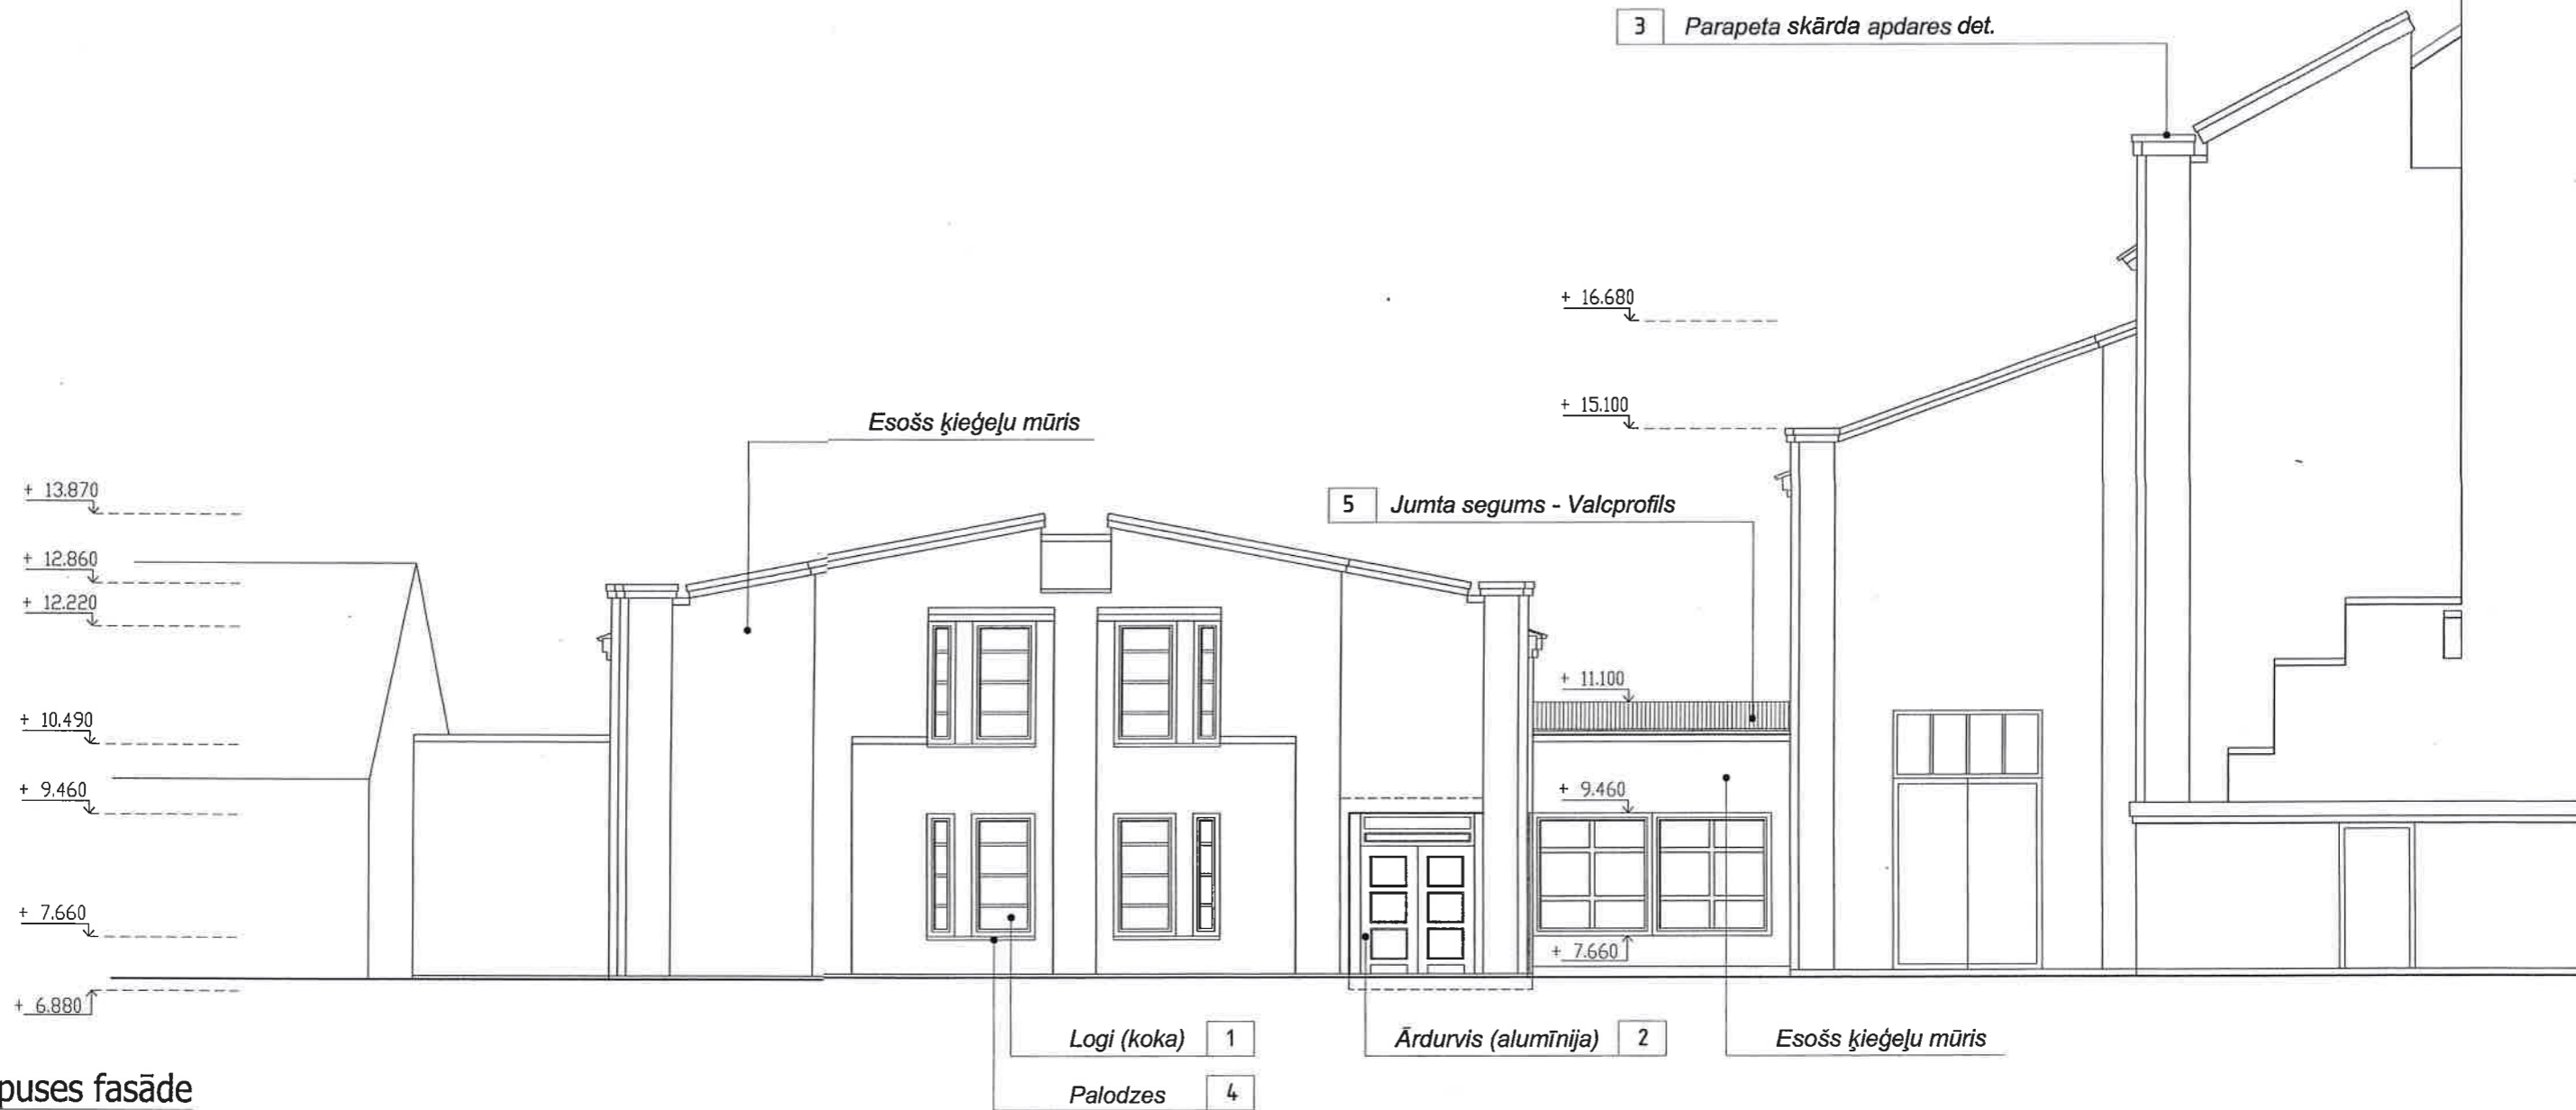 3 Parapeta skārda apdares det.
+ 16.680
+ 15.100
Esošs ķieģeļu mūris
+ 13.870
5 Jumta segums - Valcprofils
+ 12.860
+ 12.220
+ 11.100
+ 10.490
+ 9.460
+ 9.460
+ 7.660
+ 7.660
+ 6.880
Logi (koka) 1
Ārdurvis (alumīnija) 2
Esošs ķieģeļu mūris
puses fasāde
Palodzes 4